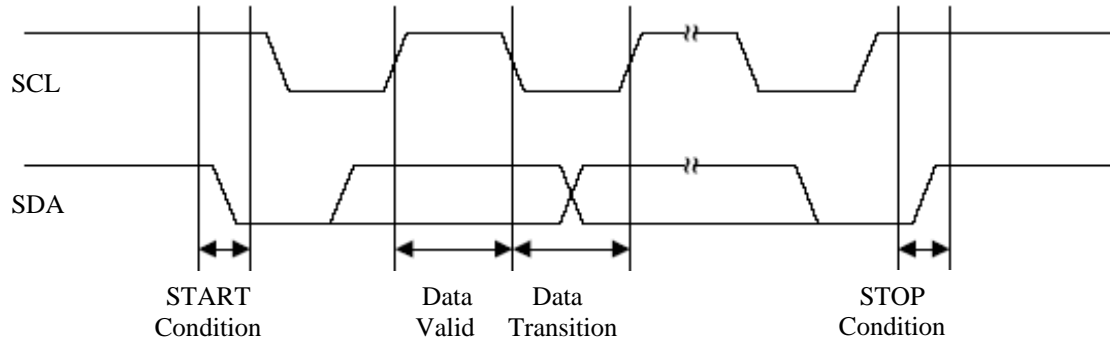 SCL
SDA
START
Condition
Data
Valid
Data
Transition
STOP
Condition